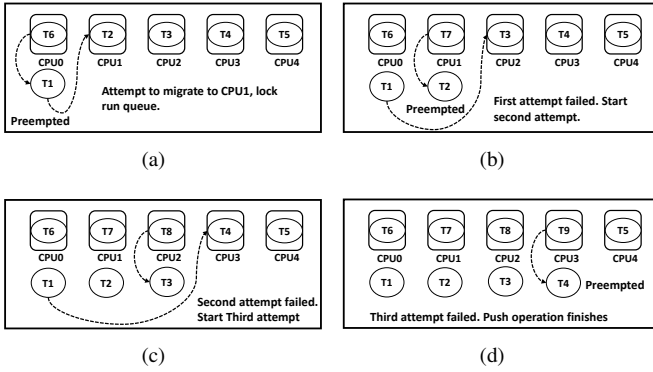 T6 T2 T3 T4 T5
CPU0 CPU1 CPU2 CPU3 CPU4
T1
Attempt to migrate to CPU1, lock
run queue.
Preempted
(a)
T6 T7 T3 T4 T5
CPU0 CPU1 CPU2 CPU3 CPU4
T1 T2
Preempted
First attempt failed. Start
second attempt.
(b)
T6 T7 T8 T4 T5
CPU0 CPU1 CPU2 CPU3 CPU4
T1 T2 T3
Second attempt failed.
Start Third attempt
(c)
T6 T7 T8 T9 T5
CPU0 CPU1 CPU2 CPU3 CPU4
T1 T2 T3 T4 Preempted
Third attempt failed. Push operation finishes
(d)